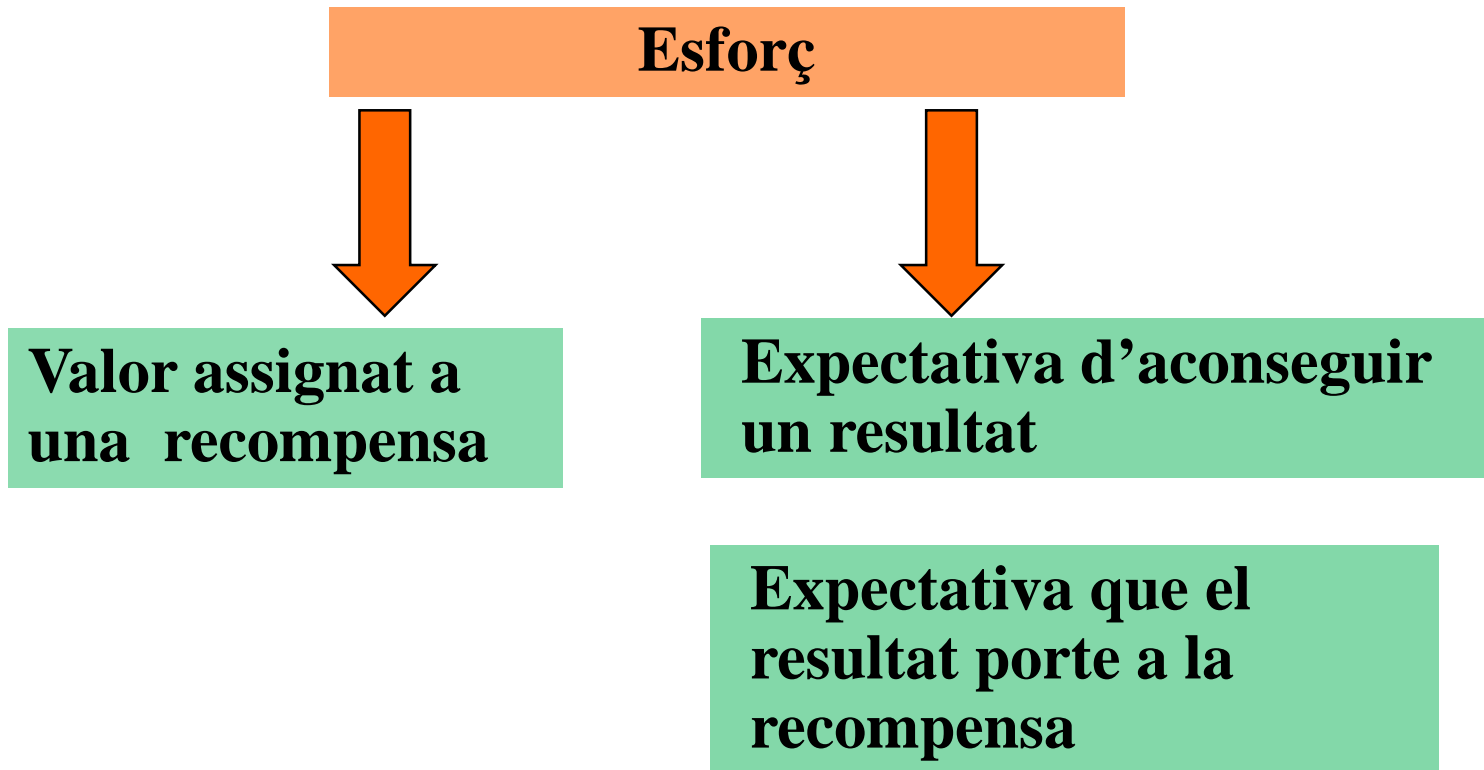 Esforç
Valor assignat a
una recompensa
Expectativa d’aconseguir
un resultat
Expectativa que el
resultat porte a la
recompensa